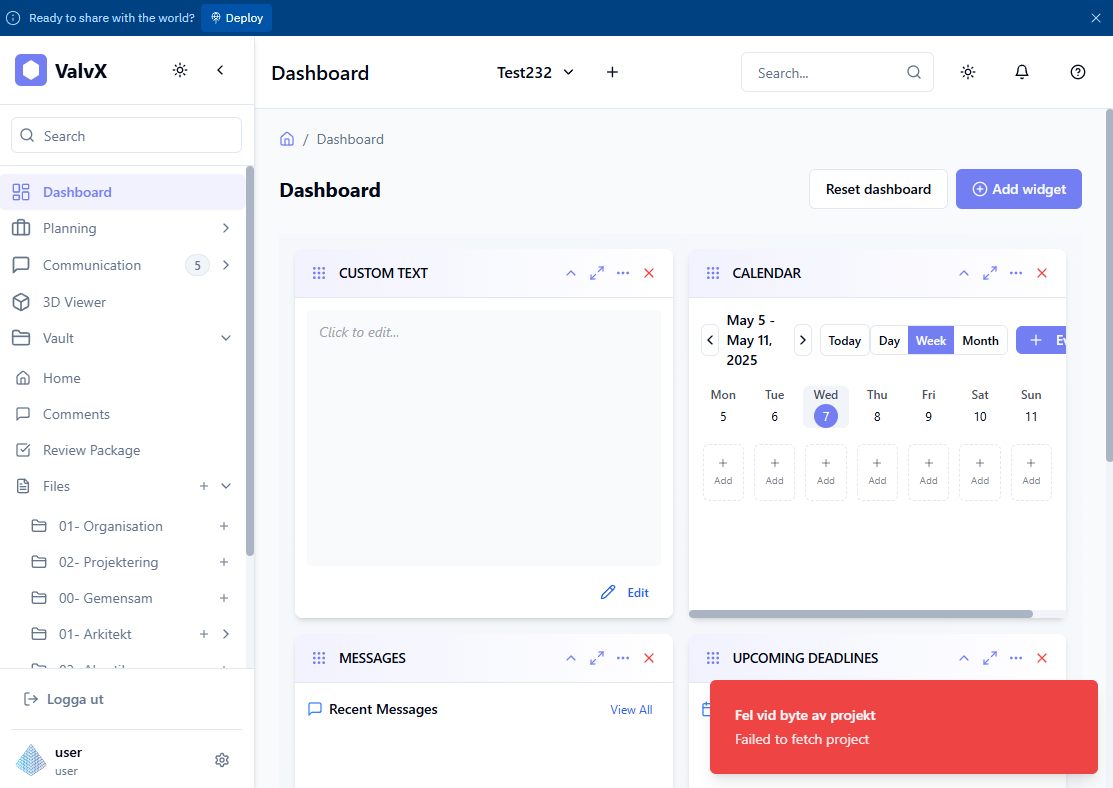 Ready to share with the world?
Deploy
ValvX
Dashboard
Test232
Search...
Search
Dashboard
Planning
Communication
5
3D Viewer
Vault
Home
Comments
Review Package
Files
01- Organisation
02- Projektering
00- Gemensam
01- Arkitekt
Logga ut
user
user
/ Dashboard
Dashboard
Reset dashboard
Add widget
CUSTOM TEXT
Click to edit...
Edit
CALENDAR
May 5 -
May 11,
2025
Today
Day
Week
Month
Mon Tue Wed Thu Fri Sat Sun
5 6 7 8 9 10 11
Add Add Add Add Add Add Add
MESSAGES
Recent Messages
View All
UPCOMING DEADLINES
Fel vid byte av projekt
Failed to fetch project